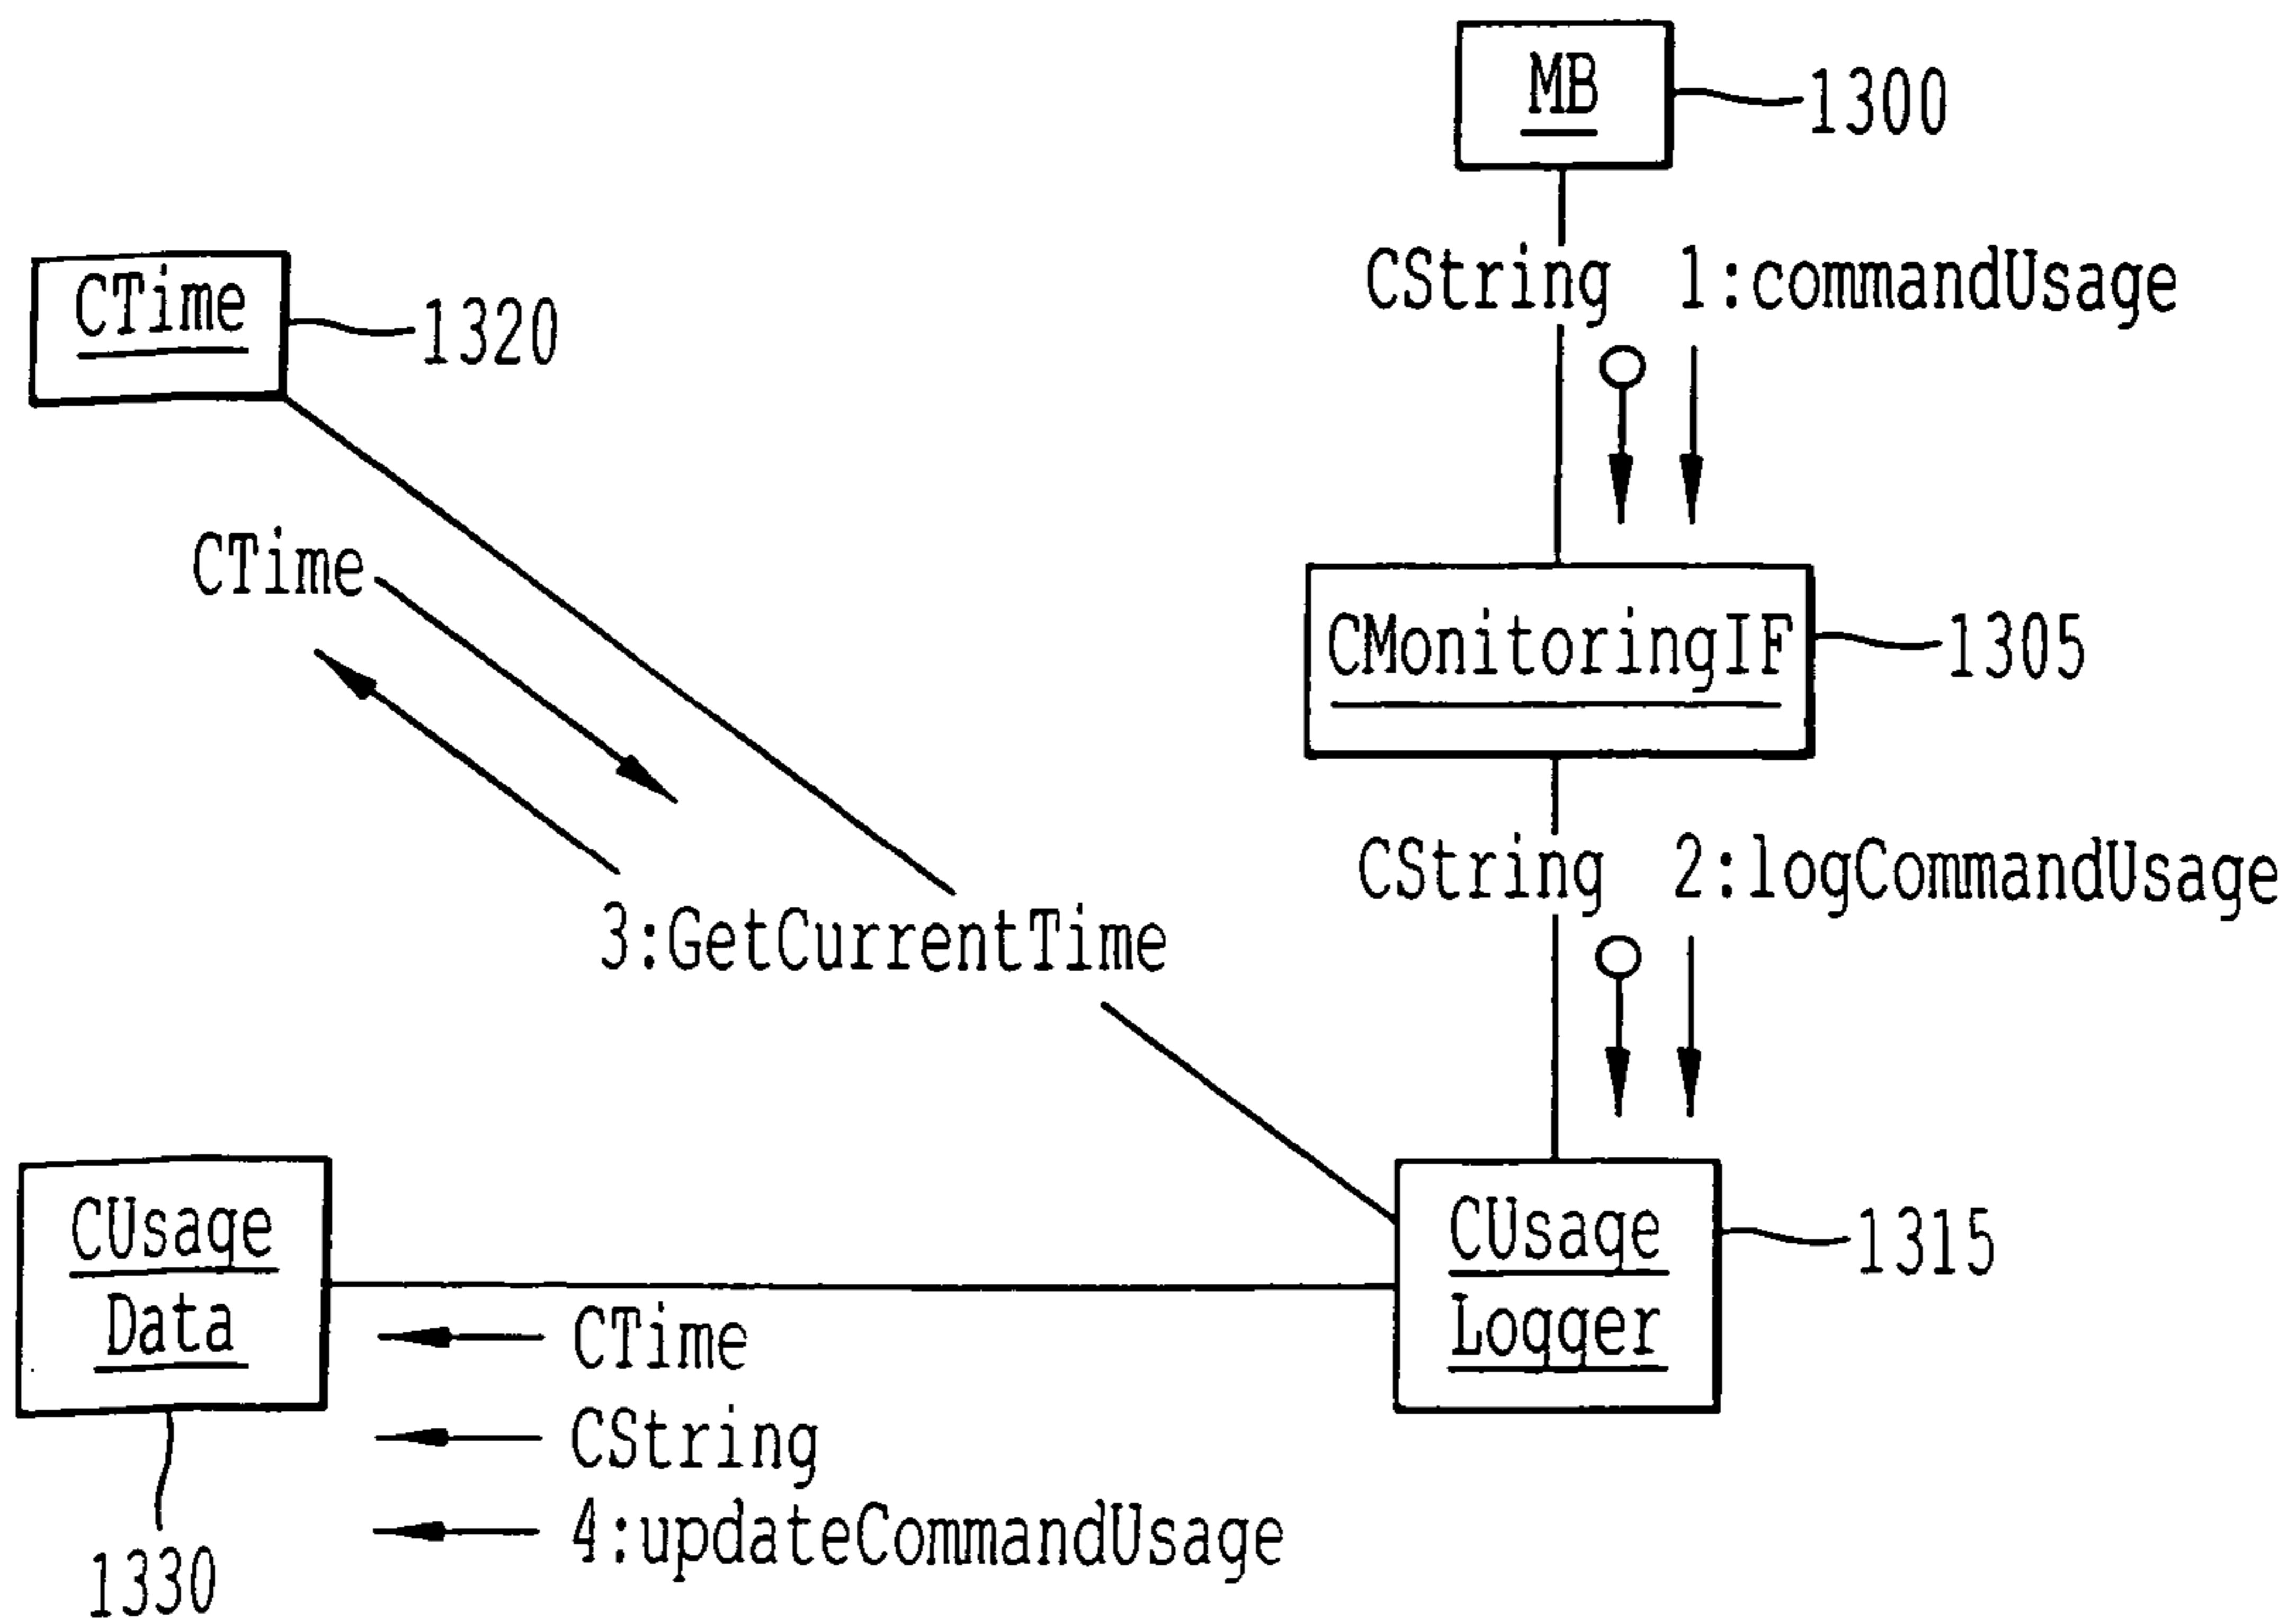 MB
1300
CTime
1320
CString 1:commandUsage
CTime
CMonitoringIF
1305
CString 2:logCommandUsage
3:GetCurrentTime
CUsage
Data
1330
CUsage
Logger
1315
CTime
CString
4:updateCommandUsage